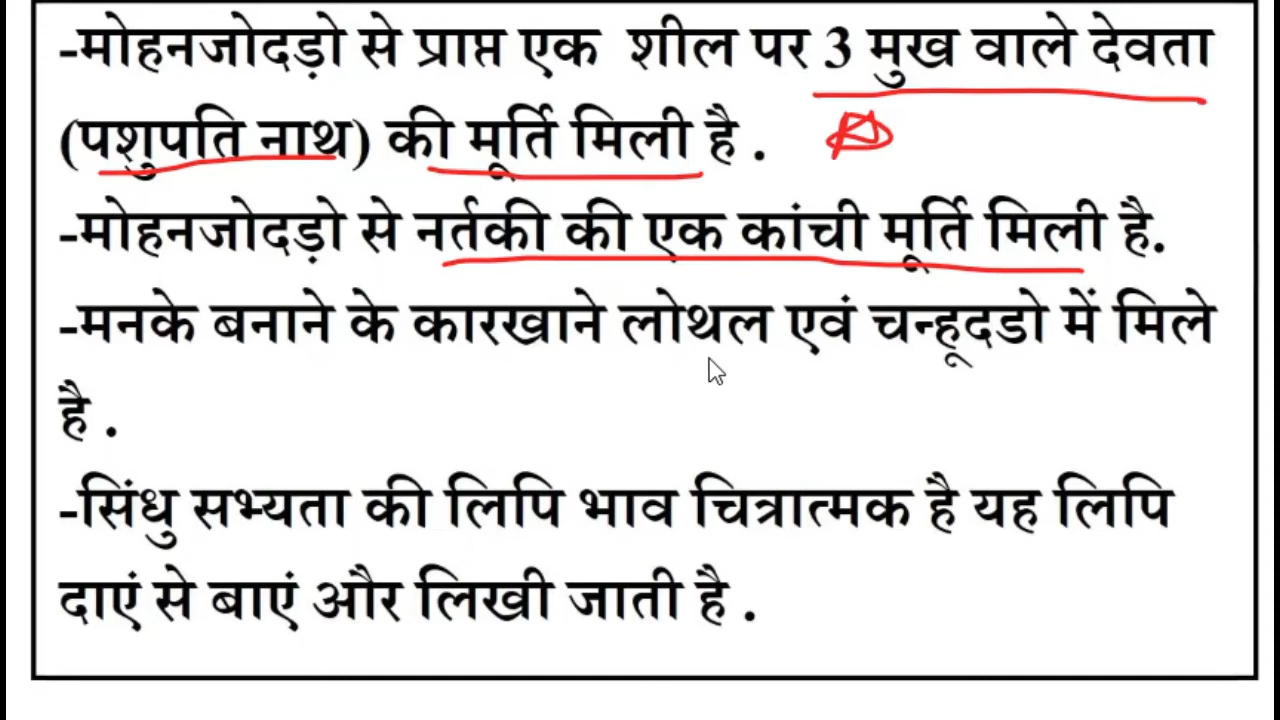 -मोहनजोदड़ो से प्राप्त एक शील पर 3 मुख वाले देवता
(पशुपति नाथ) की मूर्ति मिली है .
-मोहनजोदड़ो से नर्तकी की एक कांची मूर्ति मिली है.
-मनके बनाने के कारखाने लोथल एवं चन्हूदडो में मिले
है .
-सिंधु सभ्यता की लिपि भाव चित्रात्मक है यह लिपि
दाएं से बाएं और लिखी जाती है .